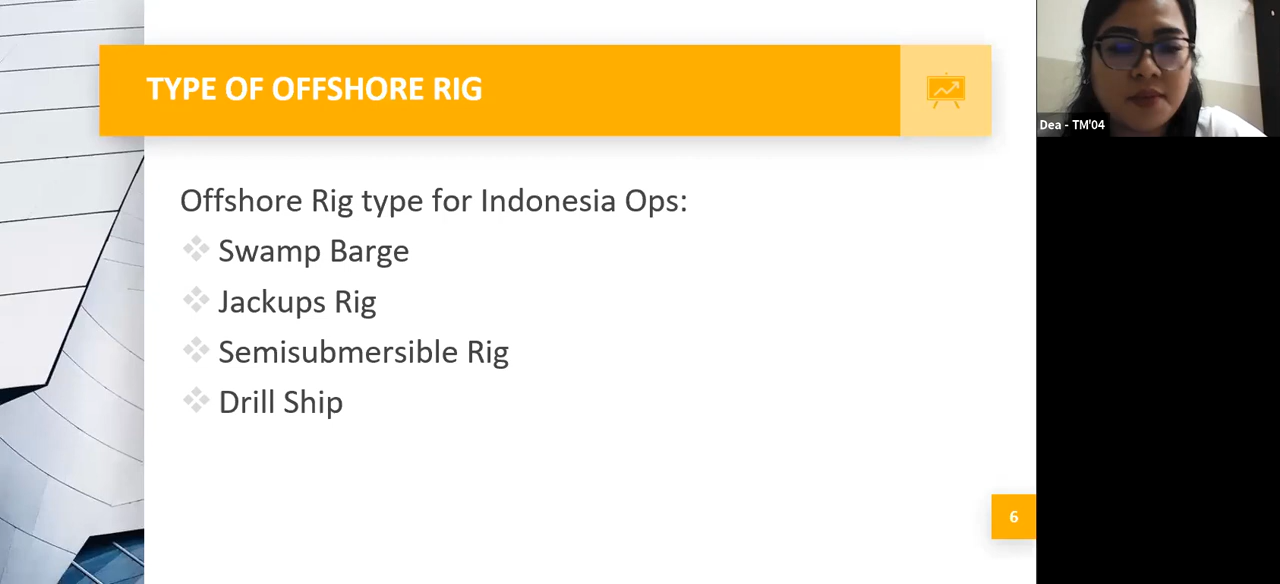 TYPE OF OFFSHORE RIG
Offshore Rig type for Indonesia Ops:
Swamp Barge
Jackups Rig
Semisubmersible Rig
Drill Ship
6
Dea - TM'04